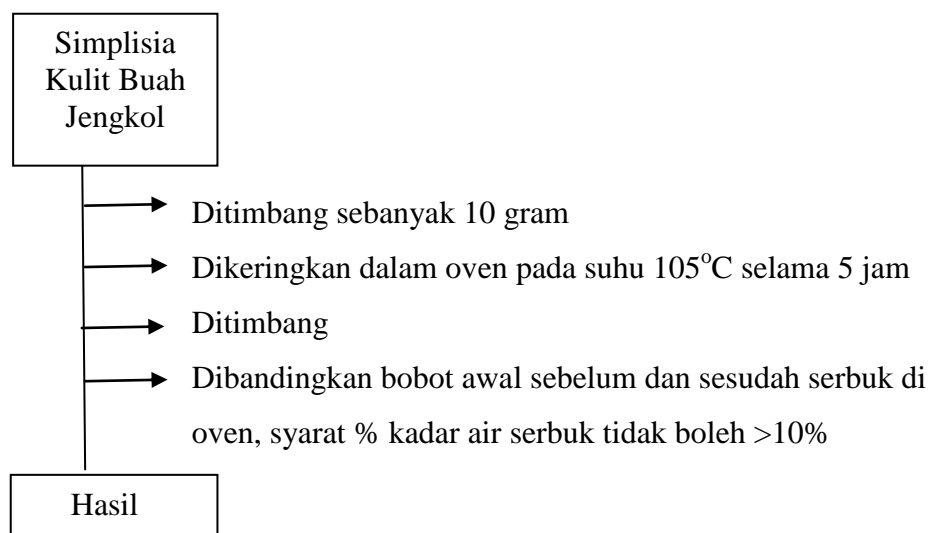 Simplisia
Kulit Buah
Jengkol
Ditimbang sebanyak 10 gram
Dikeringkan dalam oven pada suhu 105°C selama 5 jam
Ditimbang
Dibandingkan bobot awal sebelum dan sesudah serbuk di
oven, syarat % kadar air serbuk tidak boleh >10%
Hasil